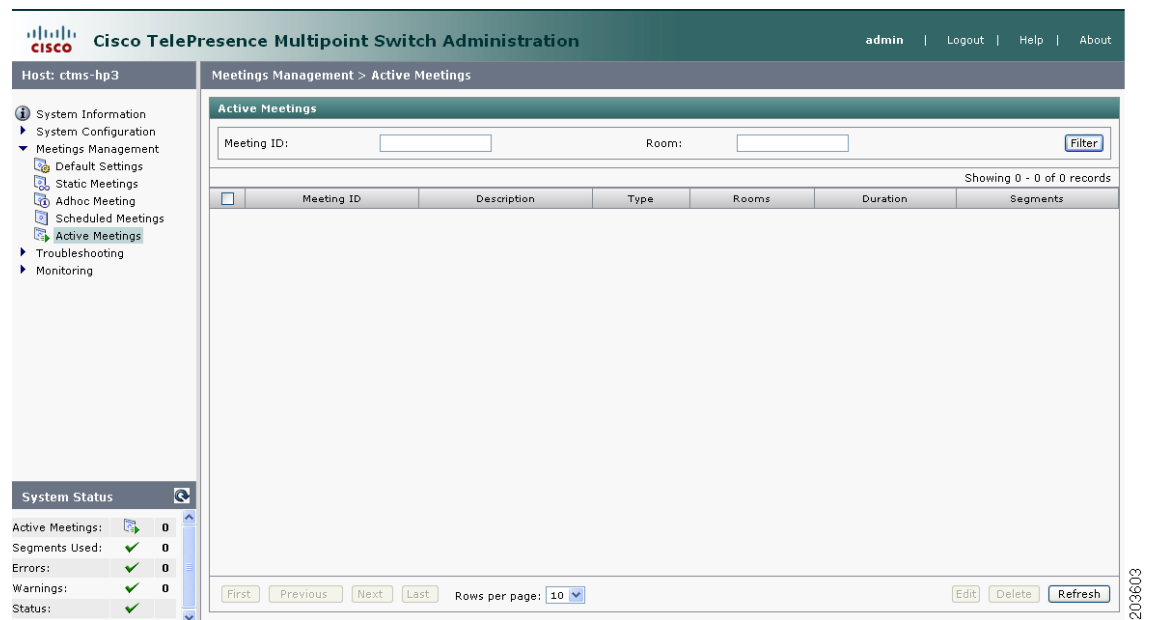 CISCO Cisco TelePresence Multipoint Switch Administration admin | Logout | Help | About
Host: ctms-hp3
Meetings Management > Active Meetings
System Information
System Configuration
Meetings Management
Default Settings
Static Meetings
Adhoc Meeting
Scheduled Meetings
Active Meetings
Troubleshooting
Monitoring
Active Meetings
Meeting ID: Room: Filter
Showing 0 - 0 of 0 records
Meeting ID Description Type Rooms Duration Segments
System Status
Active Meetings: 0
Segments Used: 0
Errors: 0
Warnings: 0
Status:
First Previous Next Last Rows per page: 10 Edit Delete Refresh
203603